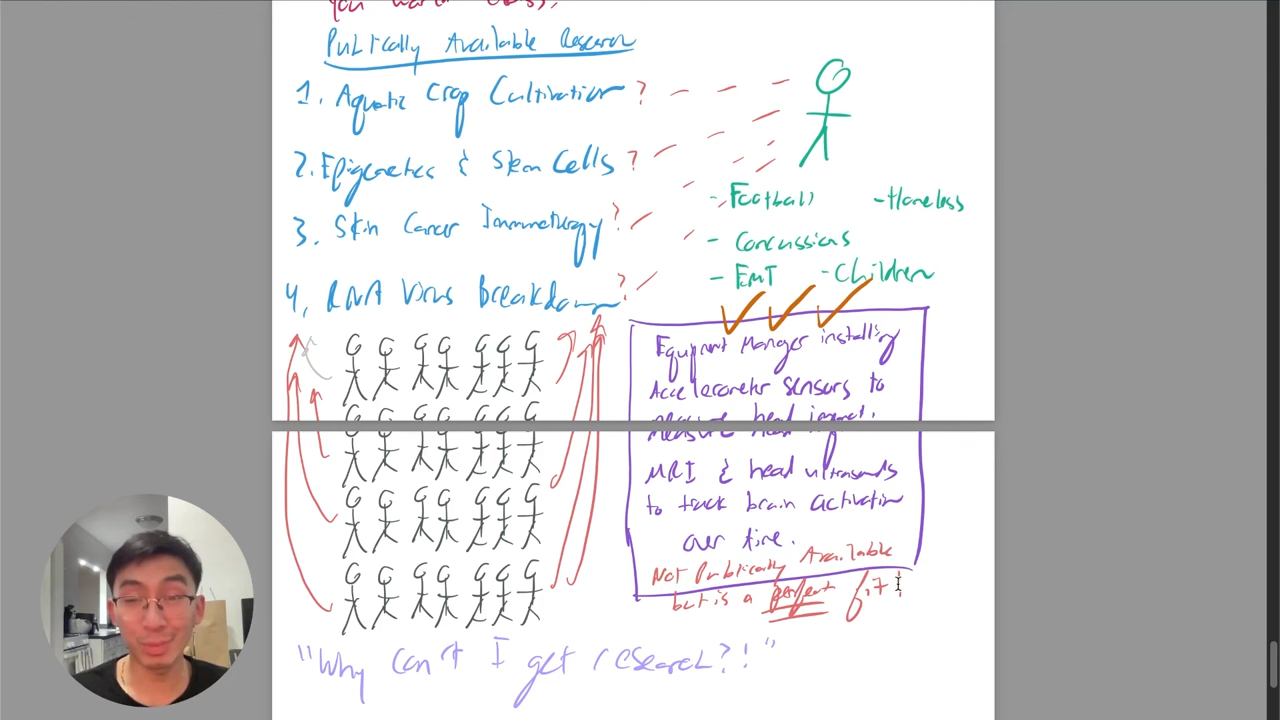 you
Publically Available Research
1. Aquatic Crop Cultivation ?
2. Epigenetics & Stem Cells ?
3. Skin Cancer Immunotherapy ?
4. RNA Virus Breakdown ?
- Football
- Homeless
- Concussions
- EMT
- Children
Equipment Manager installing
Accelerometer sensors to
measure head impact.
MRI & head ultrasounds
to track brain activation
over time.
Not Publically Available
but is a perfect fit
"Why can't I get research?!"